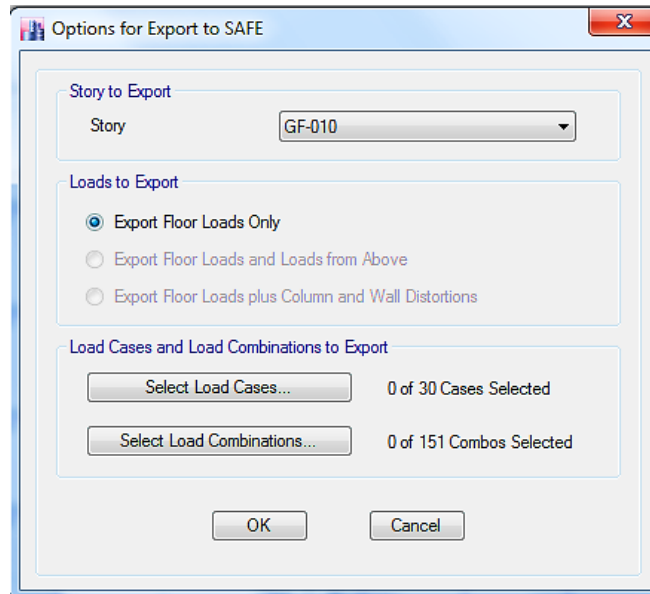 Options for Export to SAFE
Story to Export
Story GF-010
Loads to Export
Export Floor Loads Only
Export Floor Loads and Loads from Above
Export Floor Loads plus Column and Wall Distortions
Load Cases and Load Combinations to Export
Select Load Cases... 0 of 30 Cases Selected
Select Load Combinations... 0 of 151 Combos Selected
OK Cancel